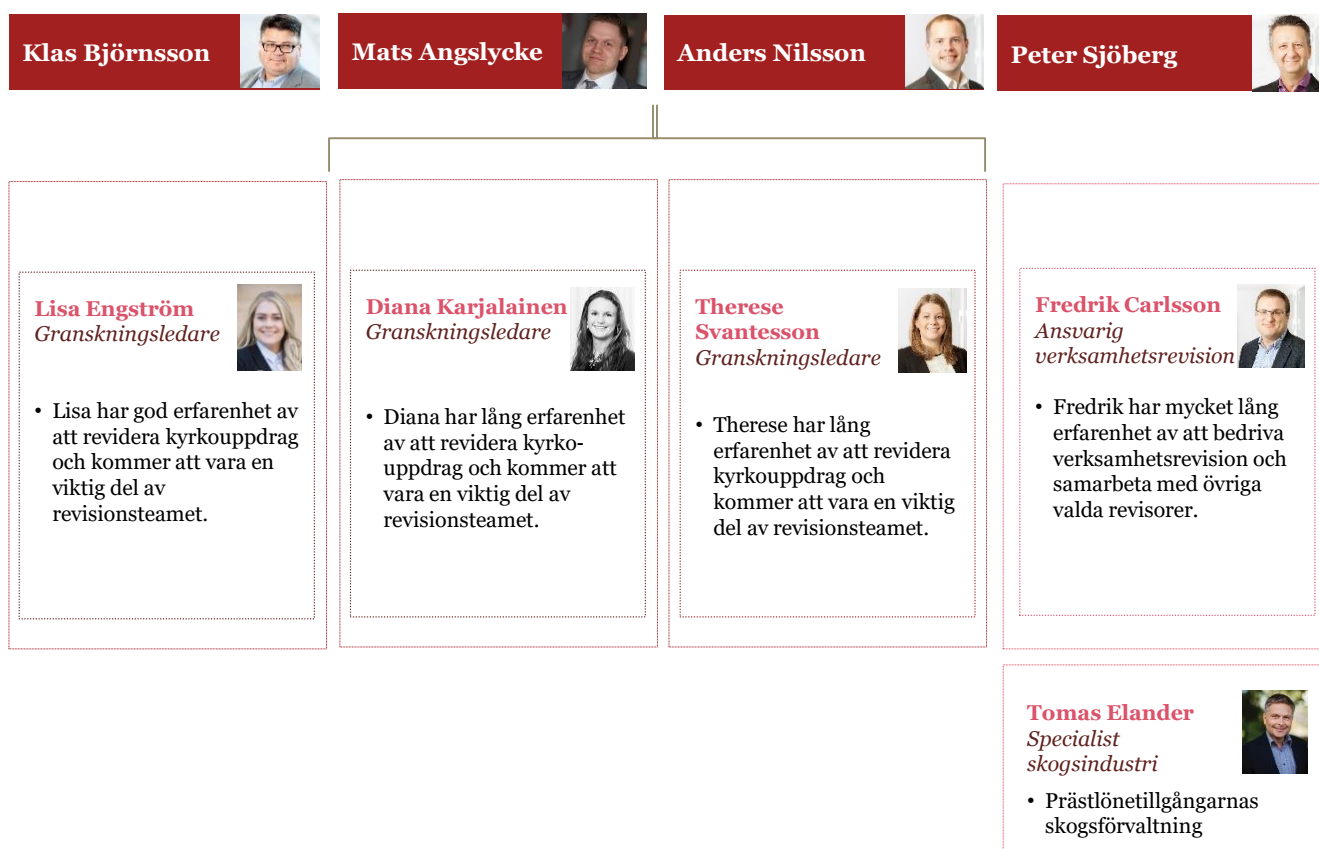 Klas Björnsson
Mats Angslycke
Anders Nilsson
Peter Sjöberg
Lisa Engström
Granskningsledare
• Lisa har god erfarenhet av
att revidera kyrkouppdrag
och kommer att vara en
viktig del av
revisionsteamet.
Diana Karjalainen
Granskningsledare
• Diana har lång erfarenhet
av att revidera kyrko-
uppdrag och kommer att
vara en viktig del av
revisionsteamet.
Therese
Svantesson
Granskningsledare
• Therese har lång
erfarenhet av att revidera
kyrkouppdrag och
kommer att vara en viktig
del av revisionsteamet.
Fredrik Carlsson
Ansvarig
verksamhetsrevision
• Fredrik har mycket lång
erfarenhet av att bedriva
verksamhetsrevision och
samarbeta med övriga
valda revisorer.
Tomas Elander
Specialist
skogsindustri
• Prästlönetillgångarnas
skogsförvaltning